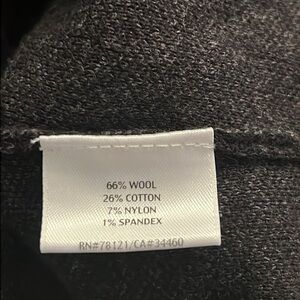 66% WOOL
26% COTTON
7% NYLON
1% SPANDEX
RN#78121/CA#34460